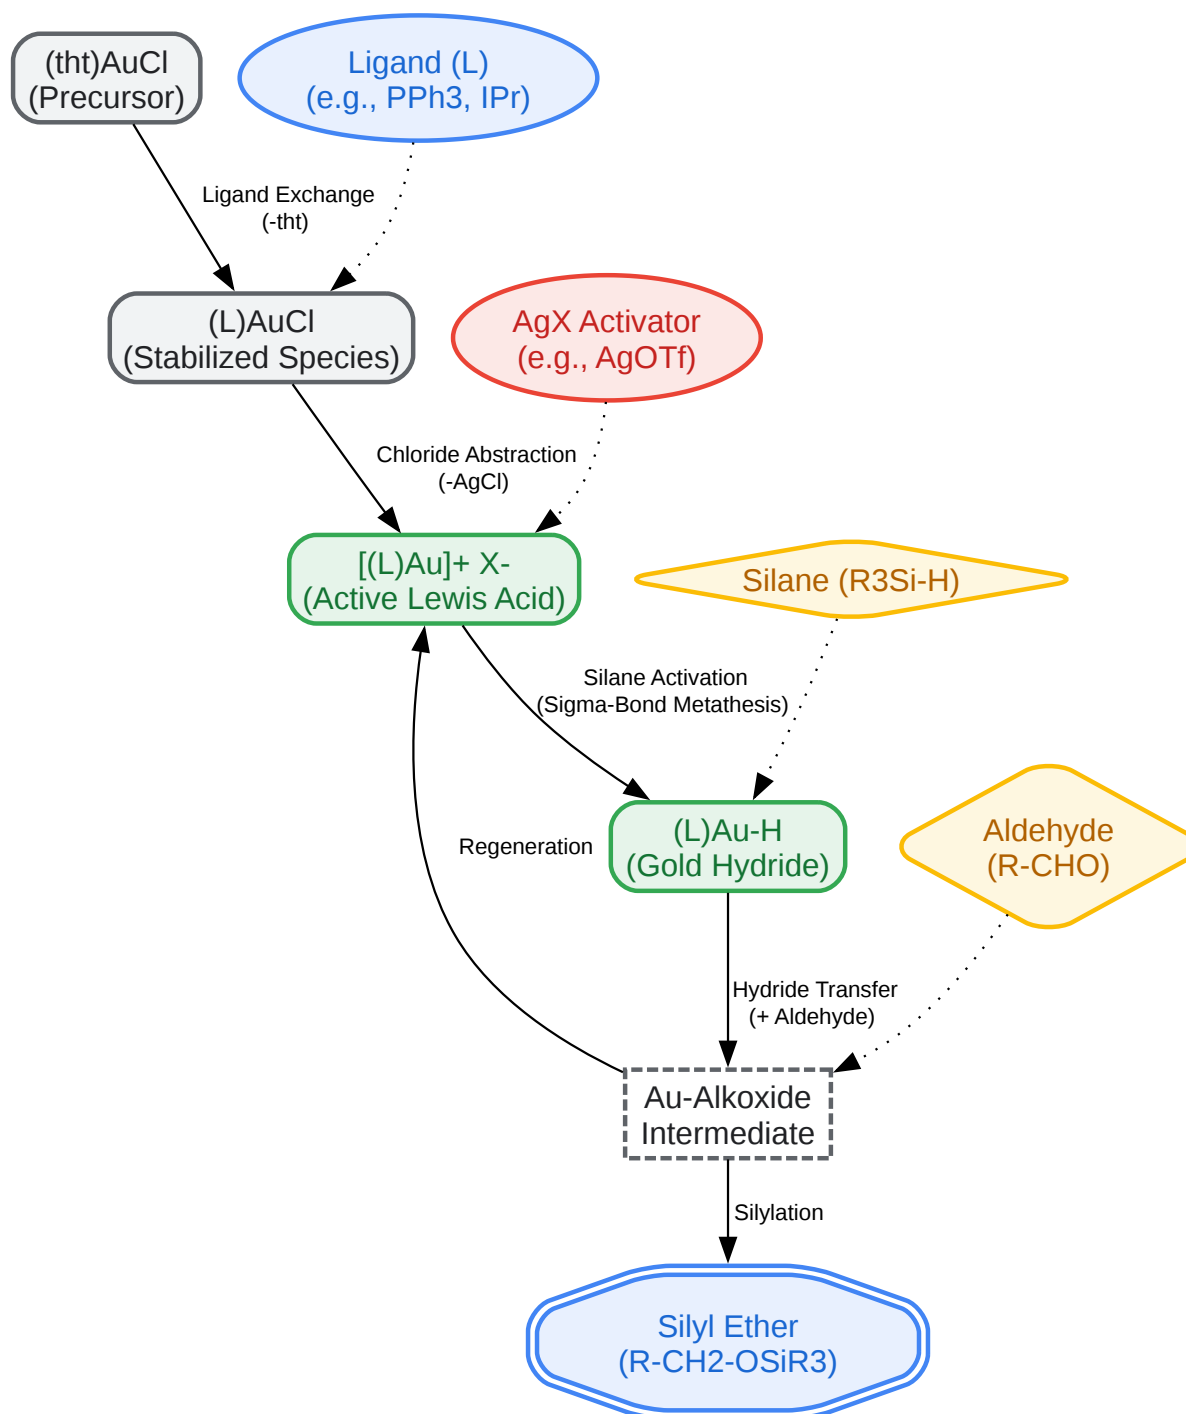 (tht)AuCl
(Precursor)
Ligand (L)
(e.g., PPh3, IPr)
Ligand Exchange
(-tht)
(L)AuCl
(Stabilized Species)
AgX Activator
(e.g., AgOTf)
Chloride Abstraction
(-AgCl)
[(L)Au]+ X-
(Active Lewis Acid)
Silane (R3Si-H)
Silane Activation
(Sigma-Bond Metathesis)
(L)Au-H
(Gold Hydride)
Aldehyde
(R-CHO)
Regeneration
Hydride Transfer
(+ Aldehyde)
Au-Alkoxide
Intermediate
Silylation
Silyl Ether
(R-CH2-OSiR3)